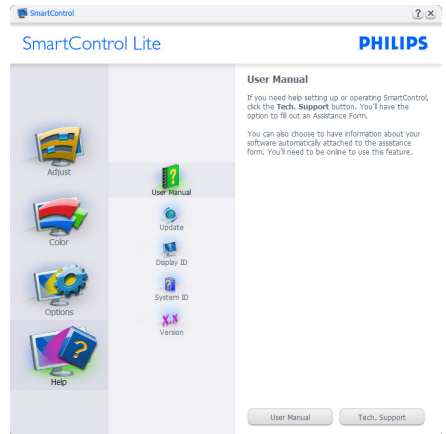 SmartControl
SmartControl Lite
PHILIPS
Adjust
Color
Options
Help
User Manual
Update
Display ID
System ID
X.X
Version
User Manual
If you need help setting up or operating SmartControl,
click the Tech. Support button. You'll have the
option to fill out an Assistance Form.
You can also choose to have information about your
software automatically attached to the assistance
form. You'll need to be online to use this feature.
User Manual
Tech. Support